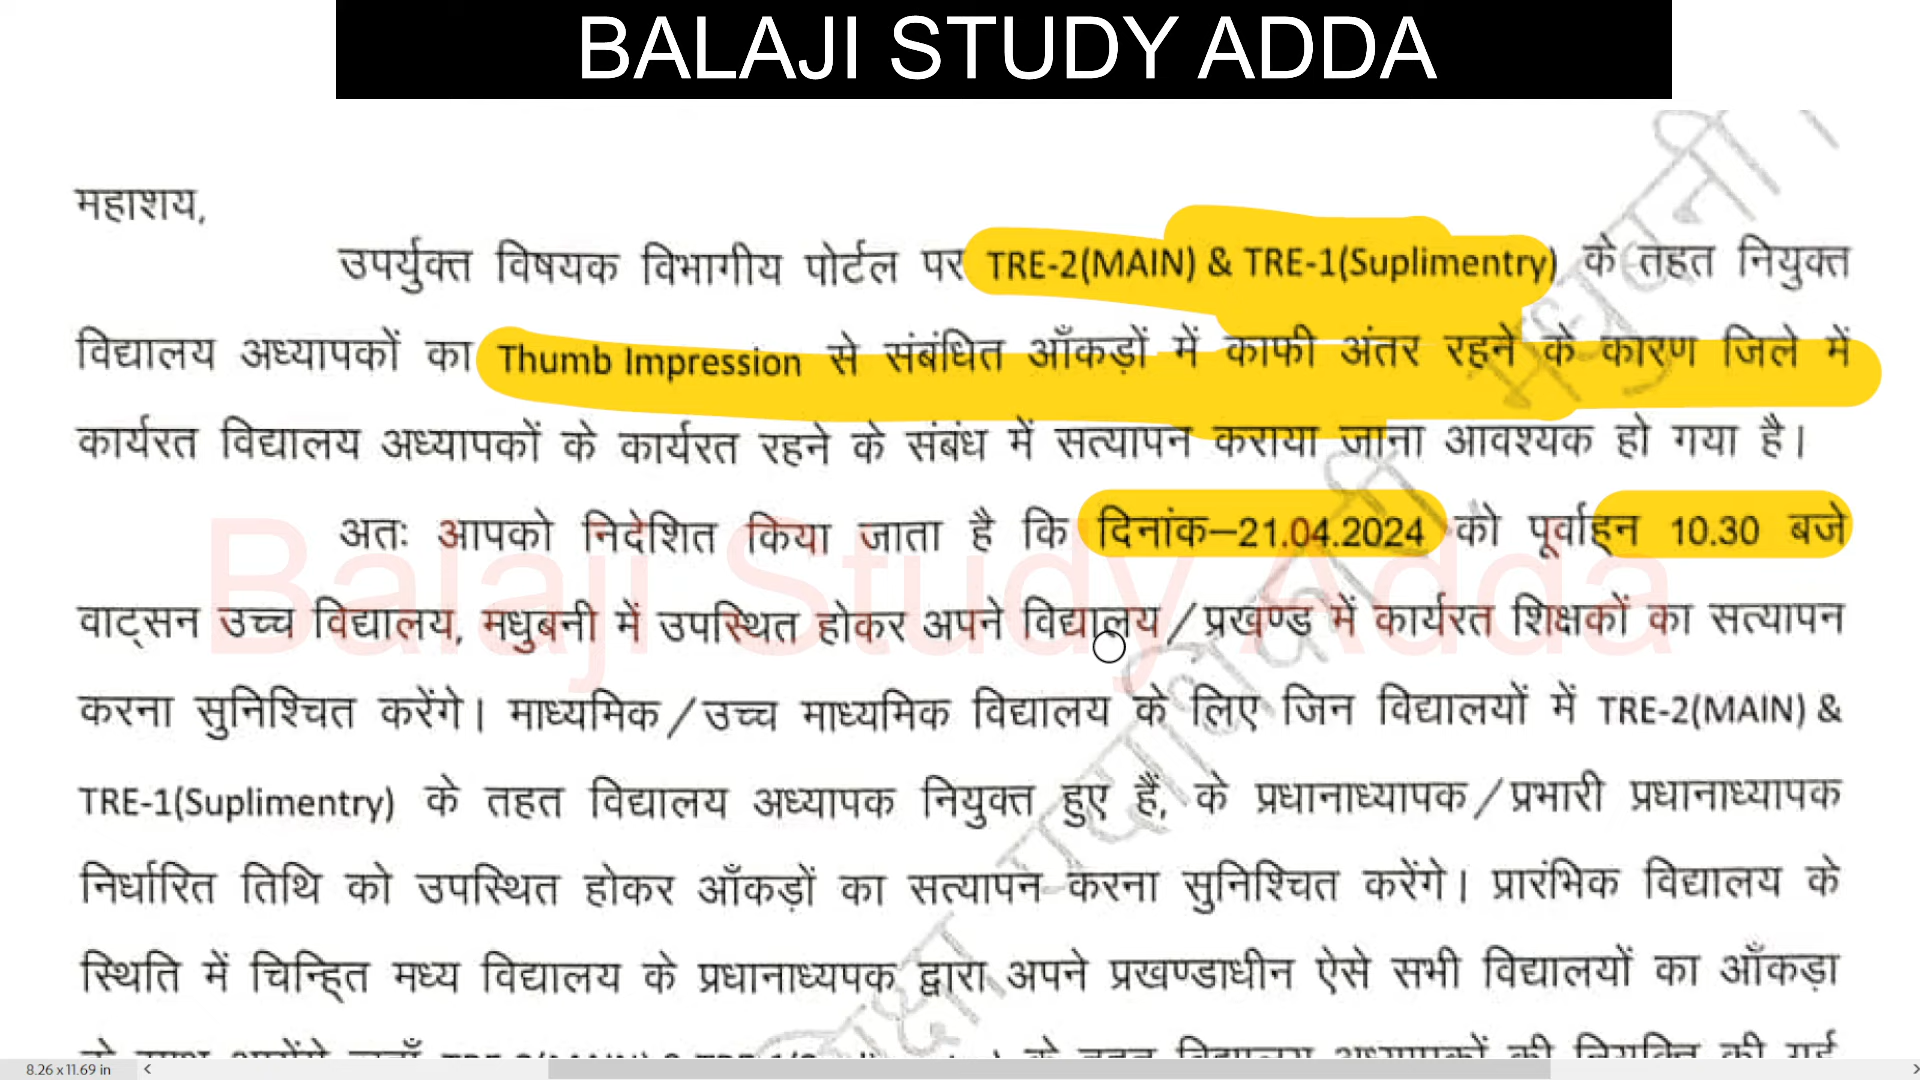 BALAJI STUDY ADDA
महाशय,
उपर्युक्त विषयक विभागीय पोर्टल पर TRE-2(MAIN) & TRE-1(Suplimentry) के तहत नियुक्त
विद्यालय अध्यापकों का Thumb Impression से संबंधित आँकड़ों में काफी अंतर रहने के कारण जिले में
कार्यरत विद्यालय अध्यापकों के कार्यरत रहने के संबंध में सत्यापन कराया जाना आवश्यक हो गया है।
अतः आपको निदेशित किया जाता है कि दिनांक–21.04.2024 को पूर्वाह्न 10.30 बजे
Balaji Study Adda
वाट्सन उच्च विद्यालय, मधुबनी में उपस्थित होकर अपने विद्यालय/प्रखण्ड में कार्यरत शिक्षकों का सत्यापन
करना सुनिश्चित करेंगे। माध्यमिक/उच्च माध्यमिक विद्यालय के लिए जिन विद्यालयों में TRE-2(MAIN) &
TRE-1(Suplimentry) के तहत विद्यालय अध्यापक नियुक्त हुए हैं, के प्रधानाध्यापक/प्रभारी प्रधानाध्यापक
निर्धारित तिथि को उपस्थित होकर आँकड़ों का सत्यापन करना सुनिश्चित करेंगे। प्रारंभिक विद्यालय के
स्थिति में चिन्हित मध्य विद्यालय के प्रधानाध्यपक द्वारा अपने प्रखण्डाधीन ऐसे सभी विद्यालयों का आँकड़ा
8.26 x 11.69 in